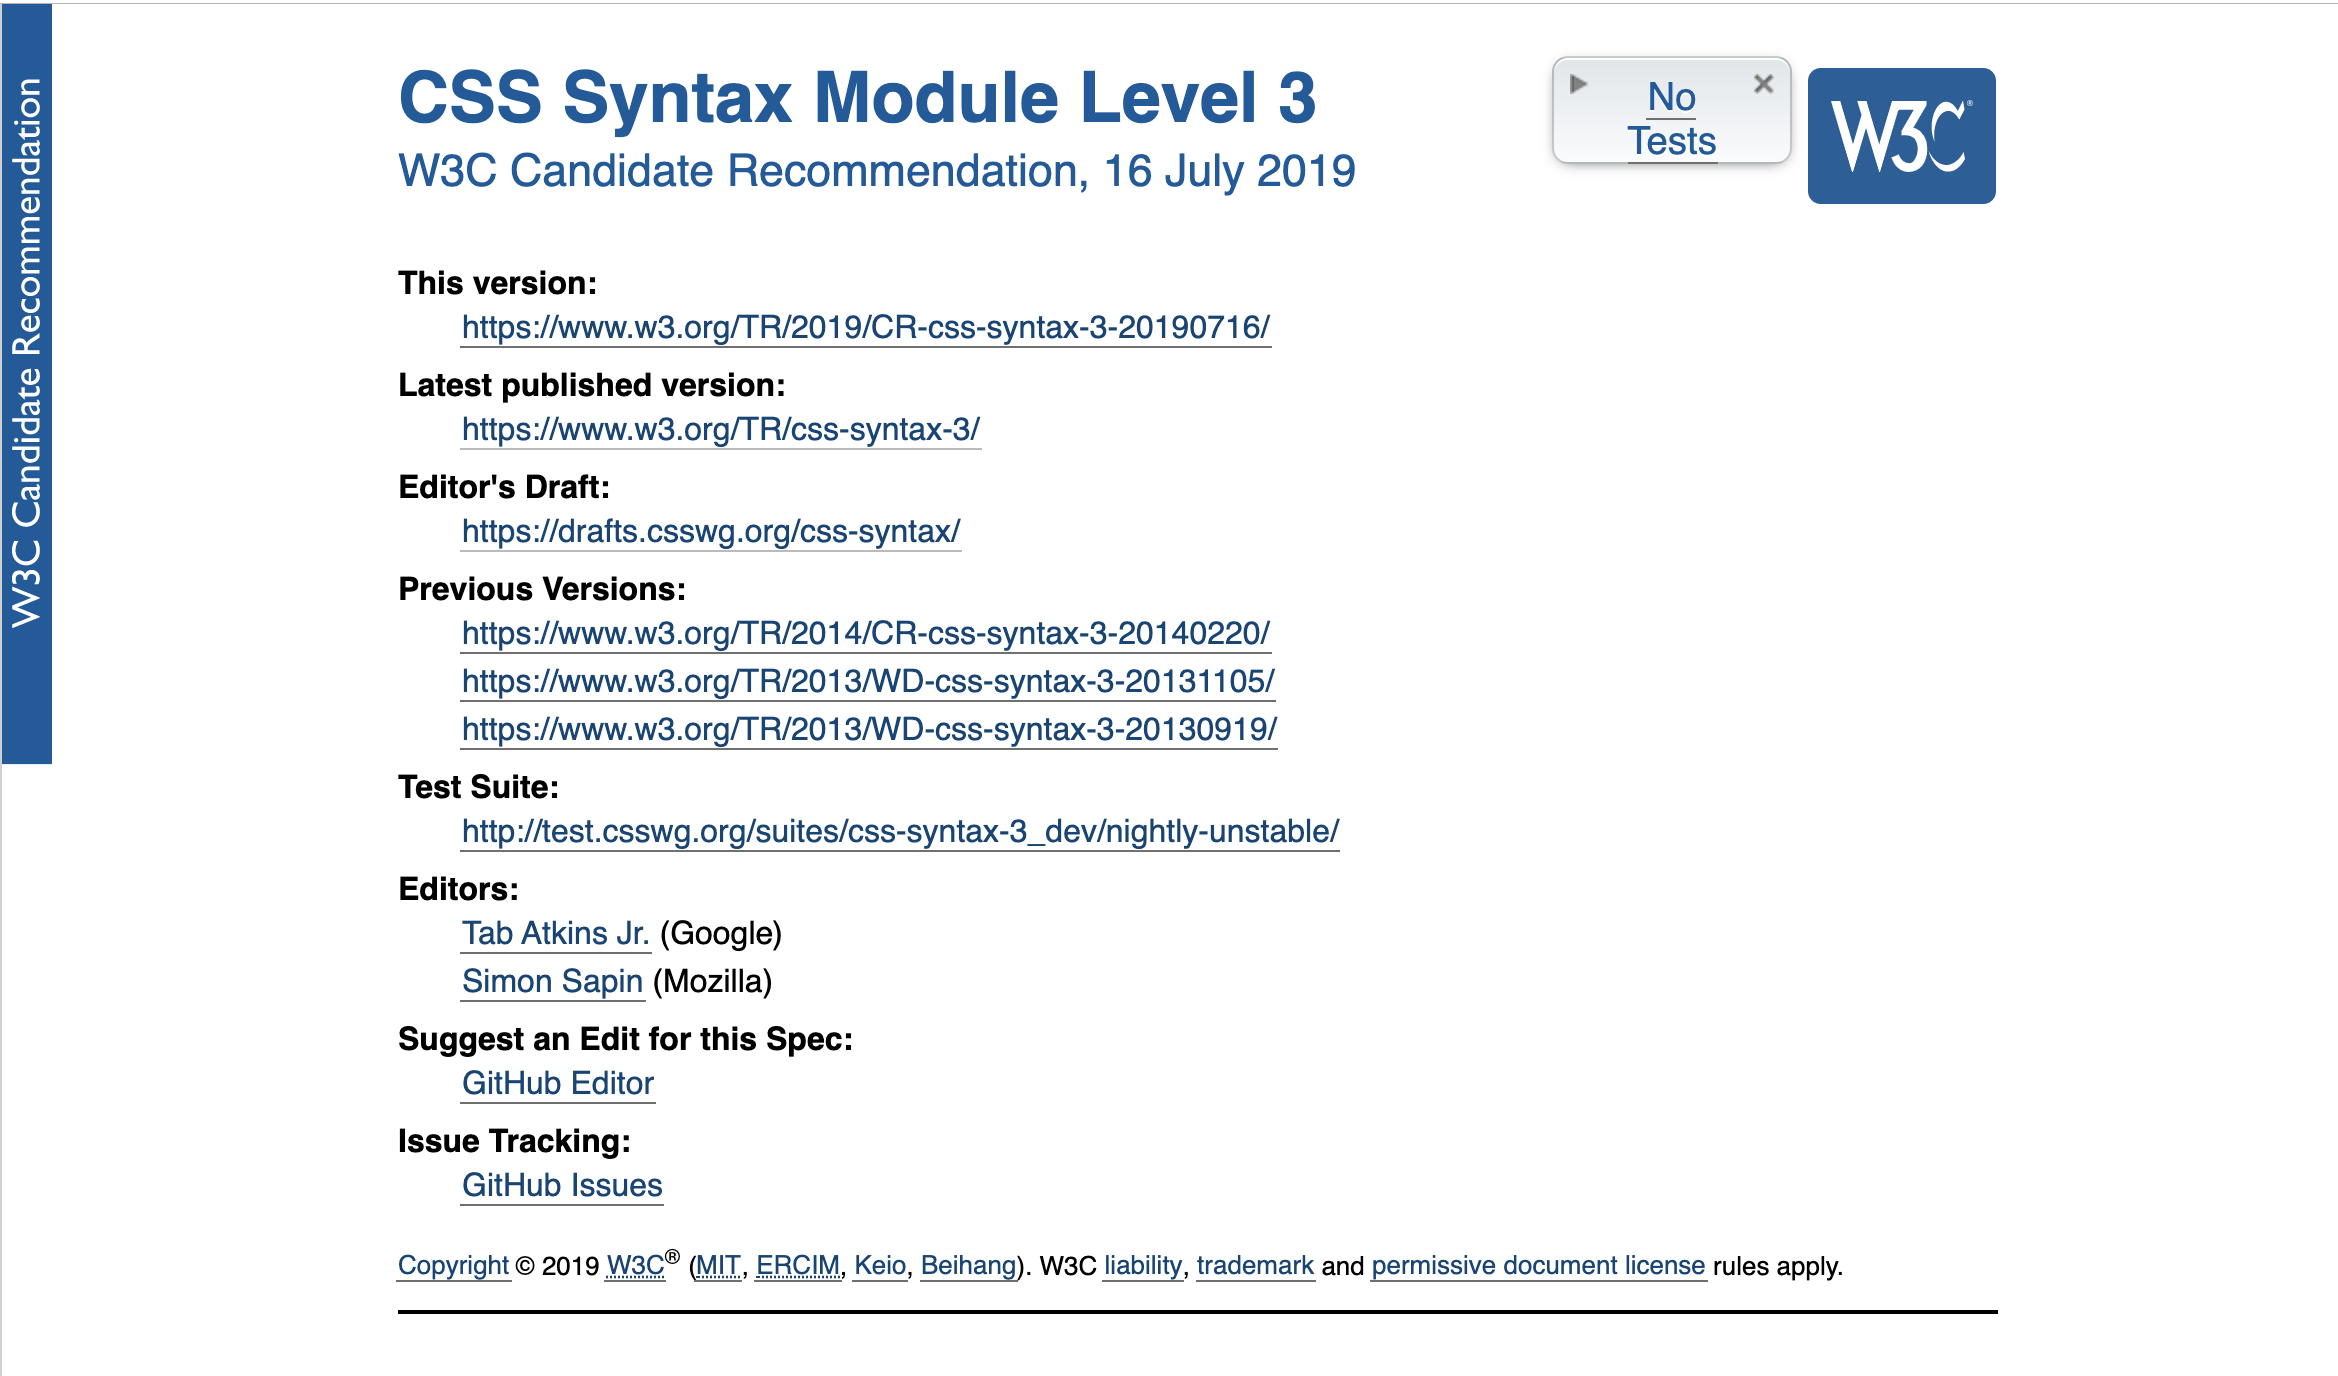 W3C Candidate Recommendation
CSS Syntax Module Level 3
W3C Candidate Recommendation, 16 July 2019
No
Tests
W3C®
This version:
https://www.w3.org/TR/2019/CR-css-syntax-3-20190716/
Latest published version:
https://www.w3.org/TR/css-syntax-3/
Editor's Draft:
https://drafts.csswg.org/css-syntax/
Previous Versions:
https://www.w3.org/TR/2014/CR-css-syntax-3-20140220/
https://www.w3.org/TR/2013/WD-css-syntax-3-20131105/
https://www.w3.org/TR/2013/WD-css-syntax-3-20130919/
Test Suite:
http://test.csswg.org/suites/css-syntax-3_dev/nightly-unstable/
Editors:
Tab Atkins Jr. (Google)
Simon Sapin (Mozilla)
Suggest an Edit for this Spec:
GitHub Editor
Issue Tracking:
GitHub Issues
Copyright © 2019 W3C® (MIT, ERCIM, Keio, Beihang). W3C liability, trademark and permissive document license rules apply.